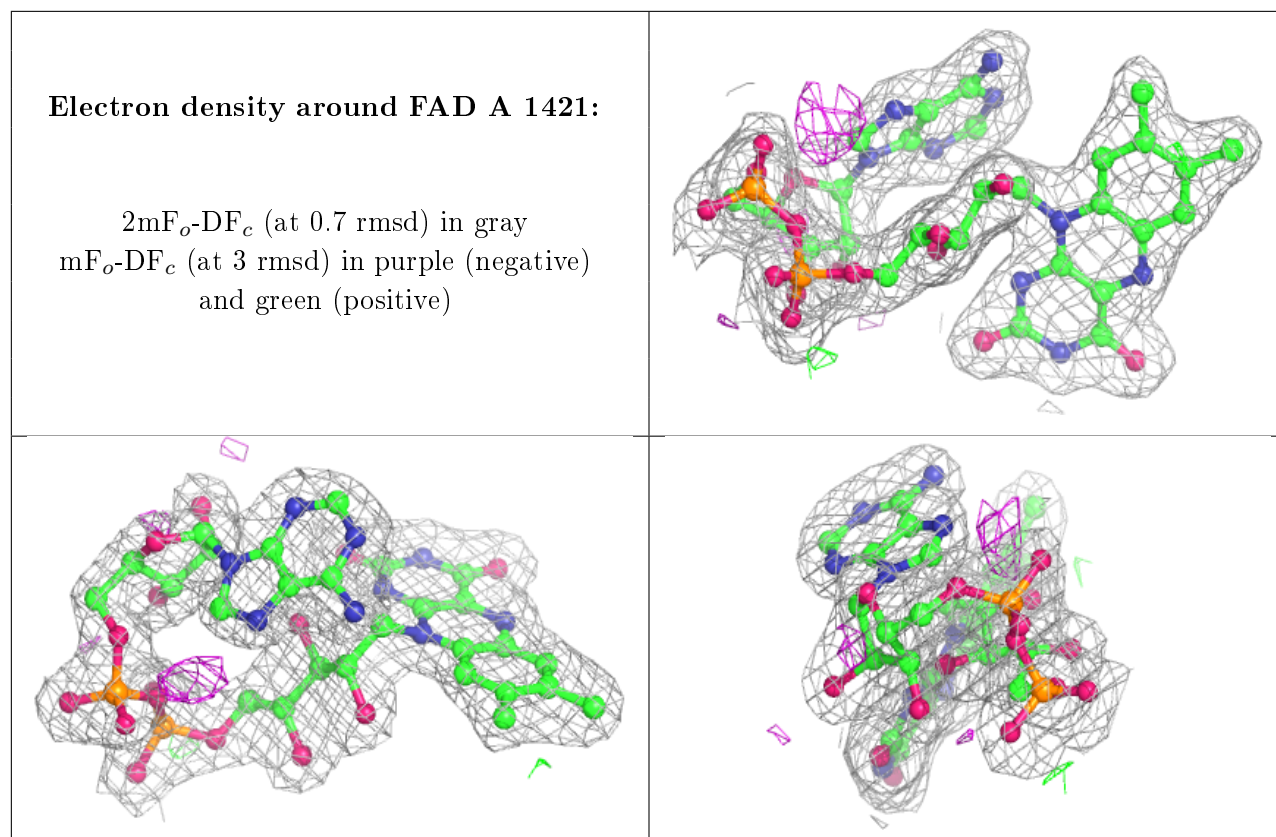 Electron density around FAD A 1421:
2mFₒ-DF𝒸 (at 0.7 rmsd) in gray
mFₒ-DF𝒸 (at 3 rmsd) in purple (negative)
and green (positive)